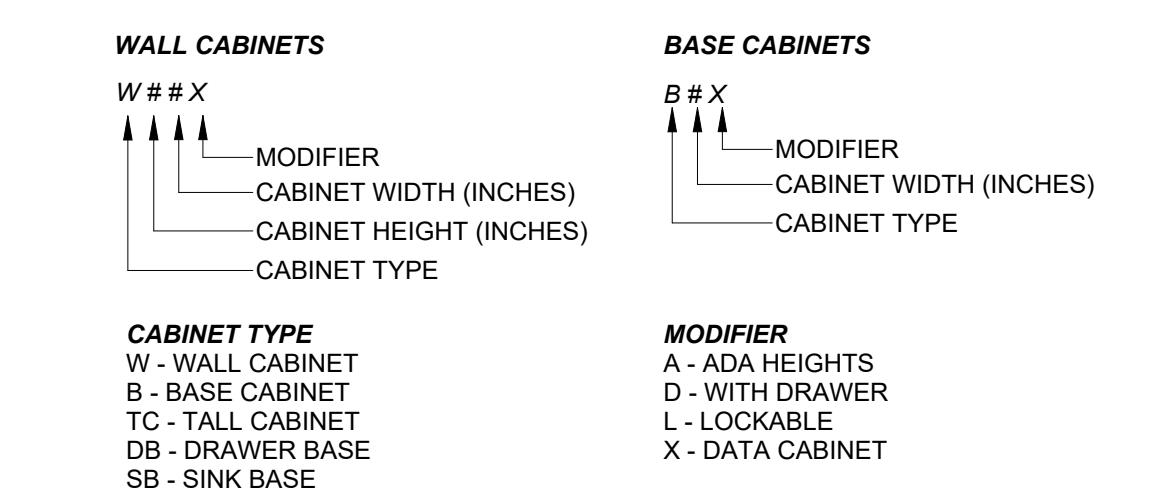 WALL CABINETS
W # # X
MODIFIER
CABINET WIDTH (INCHES)
CABINET HEIGHT (INCHES)
CABINET TYPE
BASE CABINETS
B # X
MODIFIER
CABINET WIDTH (INCHES)
CABINET TYPE
CABINET TYPE
W - WALL CABINET
B - BASE CABINET
TC - TALL CABINET
DB - DRAWER BASE
SB - SINK BASE
MODIFIER
A - ADA HEIGHTS
D - WITH DRAWER
L - LOCKABLE
X - DATA CABINET